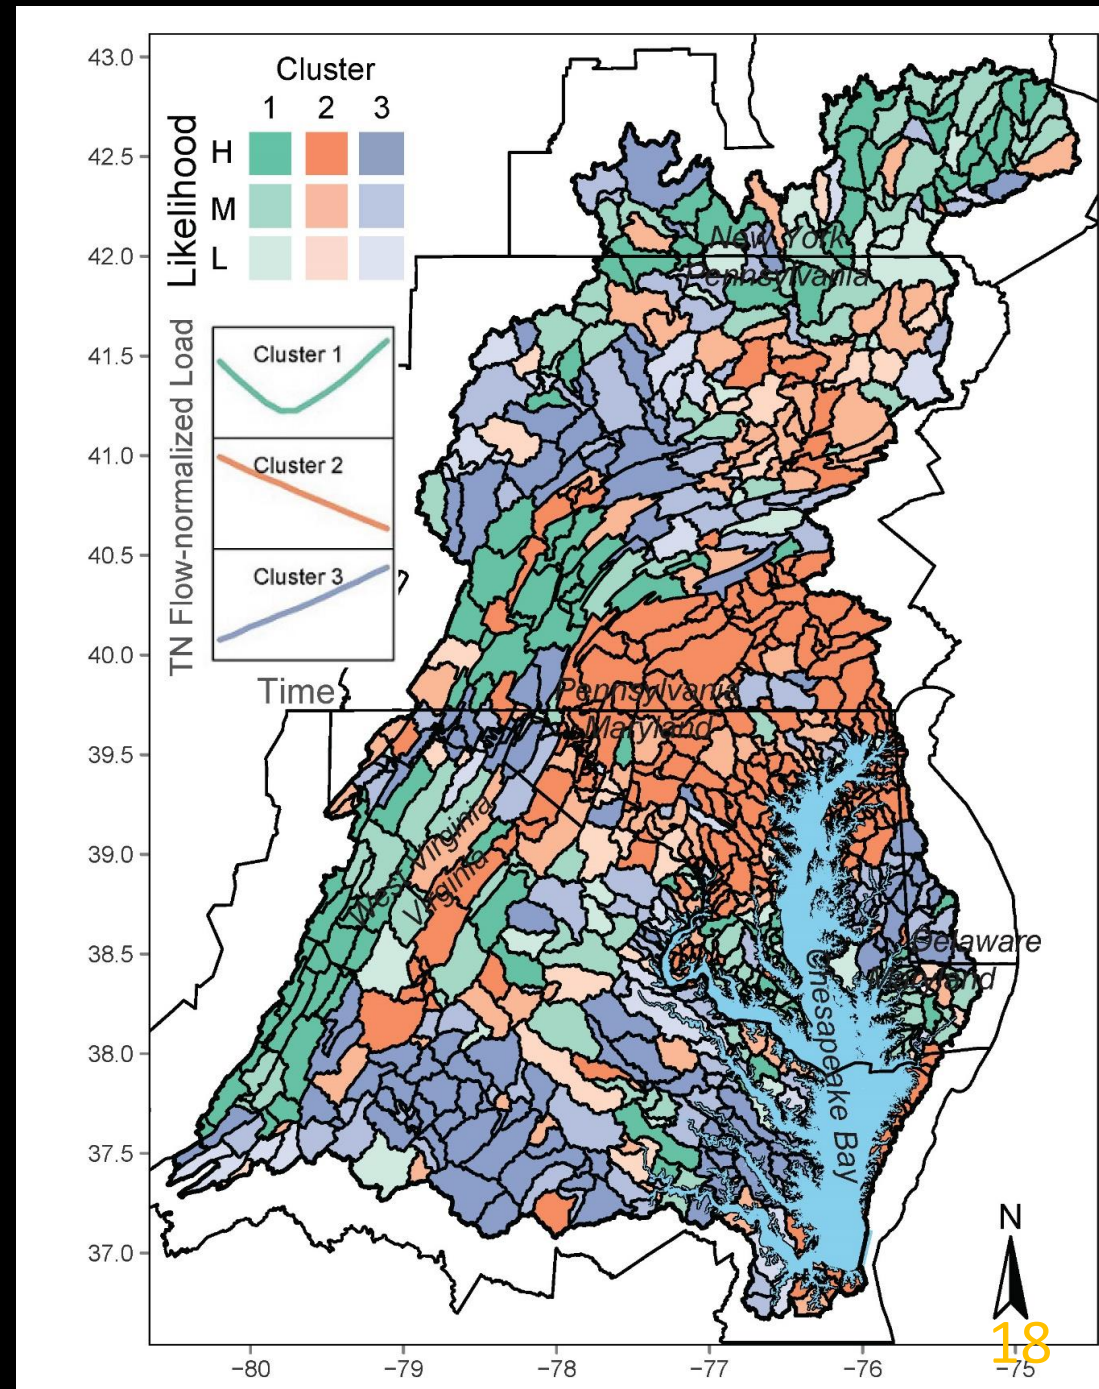 43.0
42.5
42.0
41.5
41.0
40.5
40.0
39.5
39.0
38.5
38.0
37.5
37.0
Cluster
1 2 3
Likelihood
H
M
L
TN Flow-normalized Load
Cluster 1
Cluster 2
Cluster 3
Time
New York
Pennsylvania
Pennsylvania
Maryland
West Virginia
Virginia
Delaware
Maryland
Chesapeake Bay
N
18
−80 −79 −78 −77 −76 −75